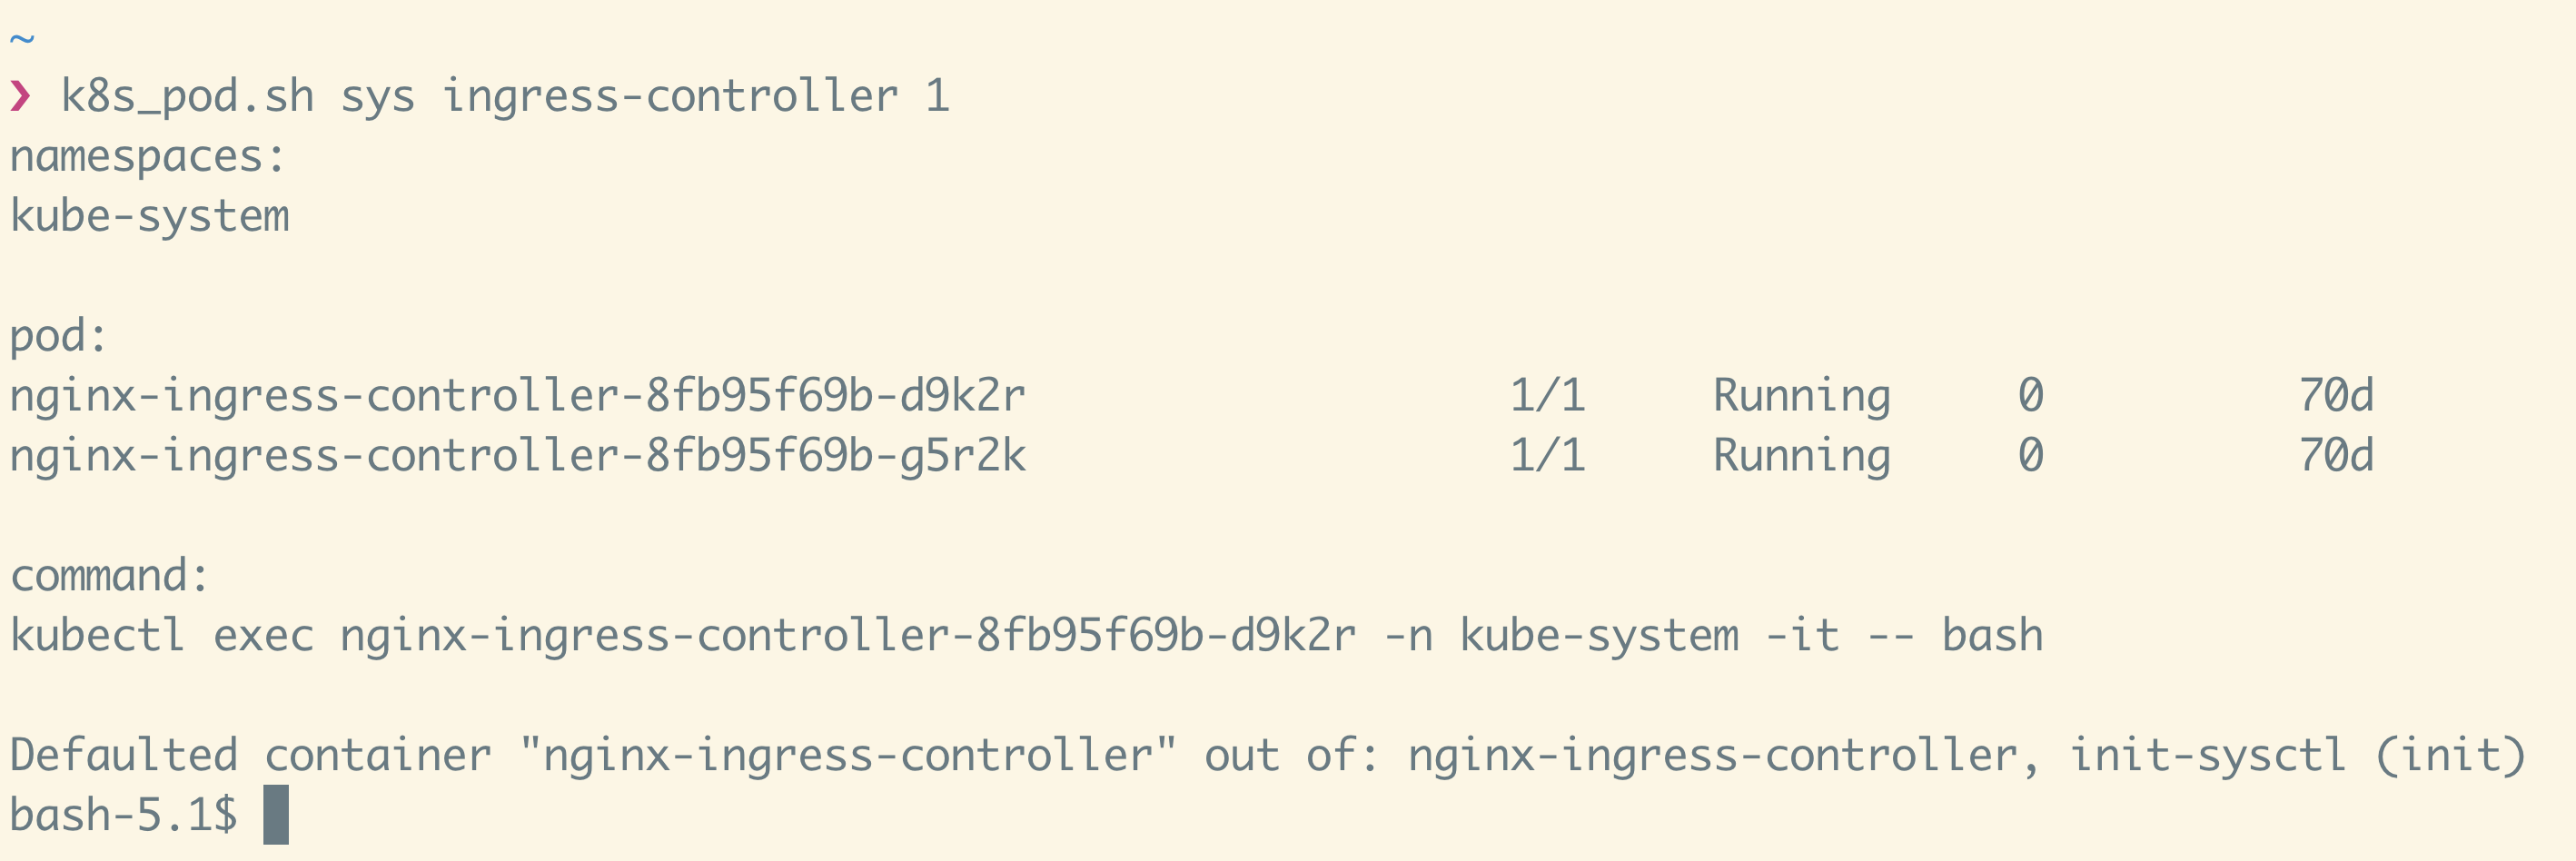 ~
❯ k8s_pod.sh sys ingress-controller 1
namespaces:
kube-system
pod:
nginx-ingress-controller-8fb95f69b-d9k2r 1/1 Running 0 70d
nginx-ingress-controller-8fb95f69b-g5r2k 1/1 Running 0 70d
command:
kubectl exec nginx-ingress-controller-8fb95f69b-d9k2r -n kube-system -it -- bash
Defaulted container "nginx-ingress-controller" out of: nginx-ingress-controller, init-sysctl (init)
bash-5.1$